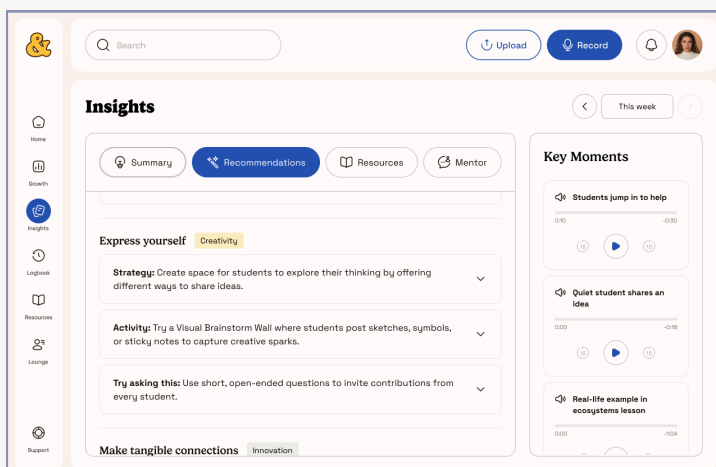 &
Search
Upload
Record
Home
Growth
Insights
Logbook
Resources
Lounge
Support
Insights
This week
Summary
Recommendations
Resources
Mentor
Express yourself
Creativity
Strategy: Create space for students to explore their thinking by offering
different ways to share ideas.
Activity: Try a Visual Brainstorm Wall where students post sketches, symbols,
or sticky notes to capture creative sparks.
Try asking this: Use short, open-ended questions to invite contributions from
every student.
Make tangible connections
Innovation
Key Moments
Students jump in to help
0:10
-0:30
10
10
Quiet student shares an
idea
0:00
-0:18
10
10
Real-life example in
ecosystems lesson
0:00
-1:04